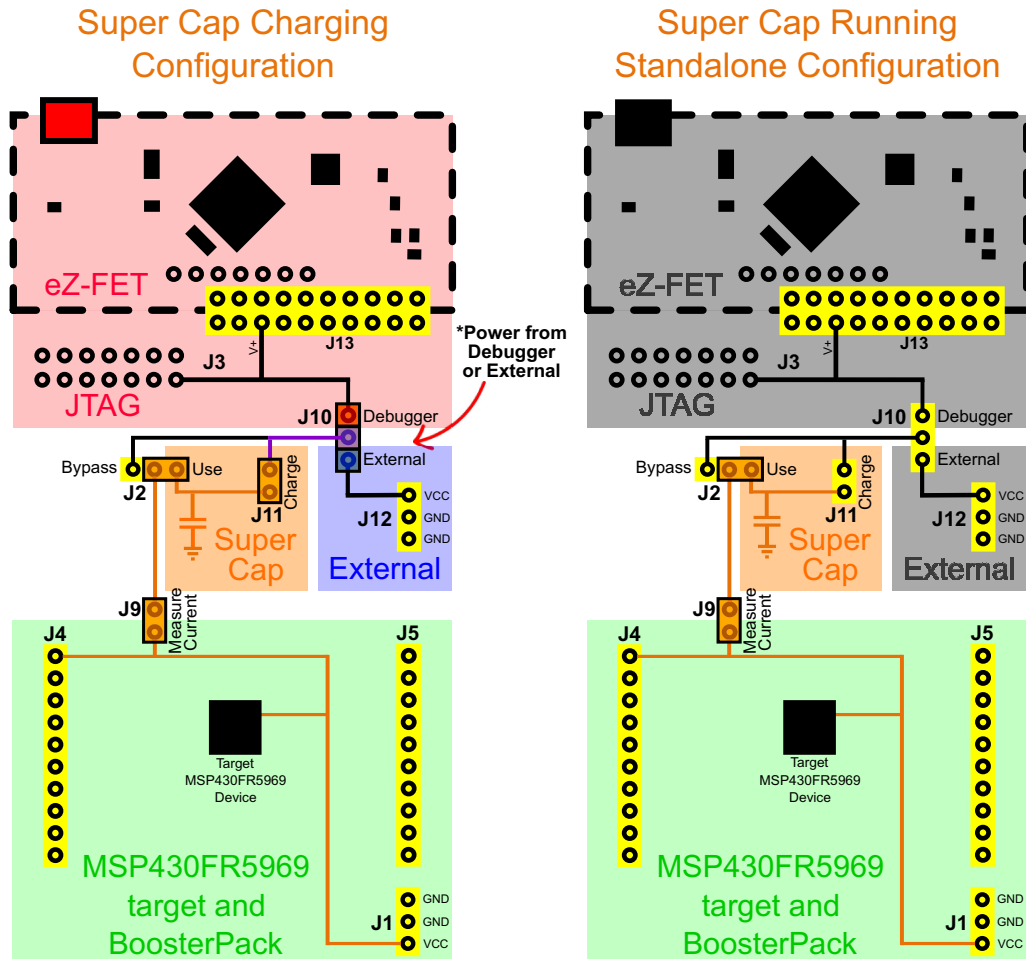 Super Cap Charging
Configuration
eZ-FET
J13
V+
J3
JTAG
*Power from
Debugger
or External
J10
Debugger
External
Bypass
Use
J2
Charge
J11
Super
Cap
J12
VCC
GND
GND
External
J9
Measure
Current
J4
J5
Target
MSP430FR5969
Device
MSP430FR5969
target and
BoosterPack
J1
GND
GND
VCC
Super Cap Running
Standalone Configuration
eZ-FET
J13
V+
J3
JTAG
J10
Debugger
External
Bypass
Use
J2
Charge
J11
Super
Cap
J12
VCC
GND
GND
External
J9
Measure
Current
J4
J5
Target
MSP430FR5969
Device
MSP430FR5969
target and
BoosterPack
J1
GND
GND
VCC